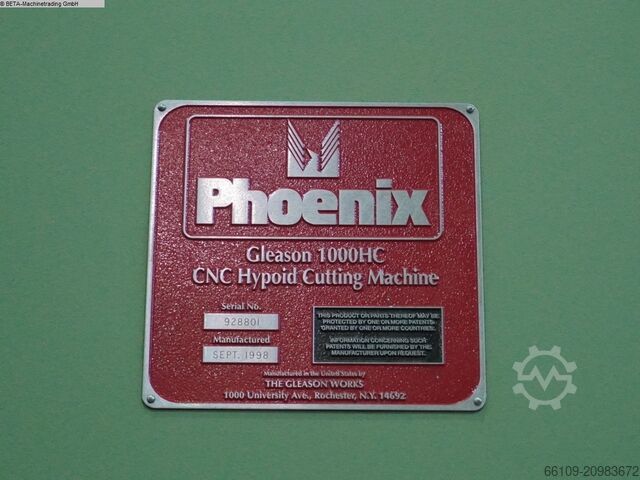 © BETA-Machinetrading GmbH
Phoenix
Gleason 1000HC
CNC Hypoid Cutting Machine
Serial No.
928801
Manufactured
SEPT. 1998
THIS PRODUCT OR PARTS THEREOF MAY BE
PROTECTED BY ONE OR MORE PATENTS
GRANTED BY ONE OR MORE COUNTRIES.
INFORMATION CONCERNING SUCH
PATENTS WILL BE FURNISHED BY THE
MANUFACTURER UPON REQUEST.
Manufactured in the United States by
THE GLEASON WORKS
1000 University Ave., Rochester, N.Y. 14692
66109-20983672